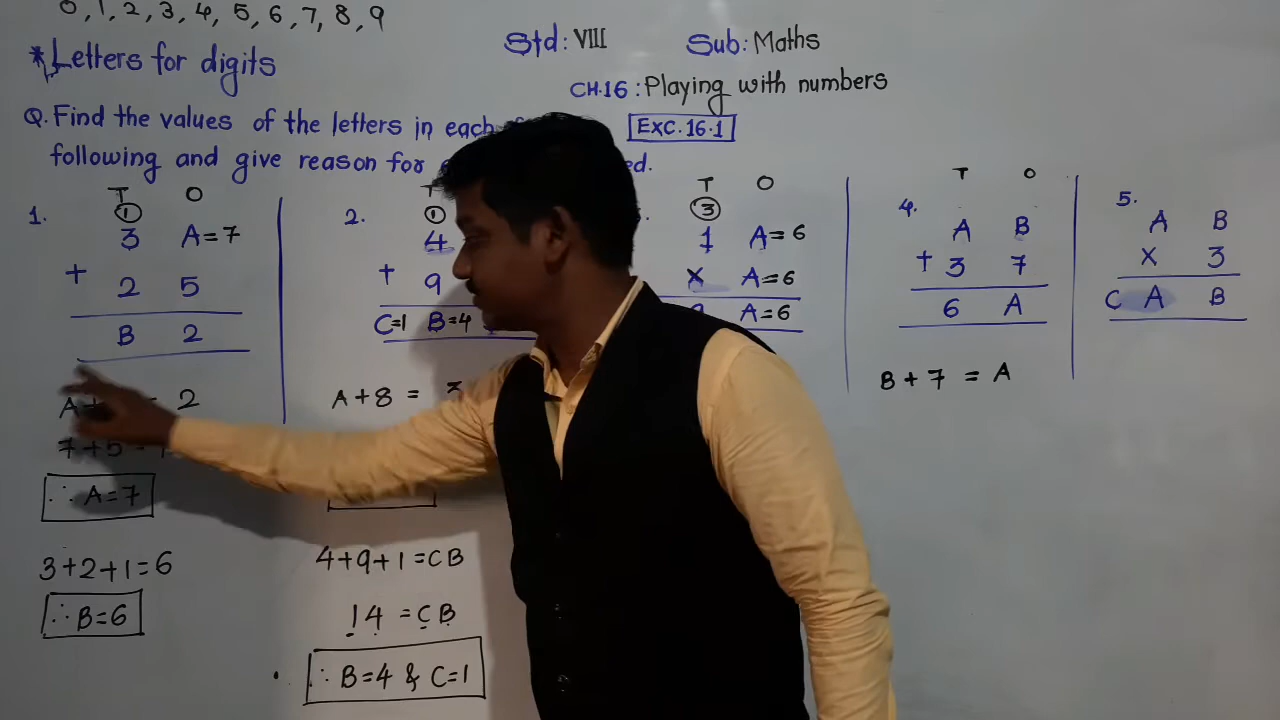 0, 1, 2, 3, 4, 5, 6, 7, 8, 9
* Letters for digits
Std: VIII Sub: Maths
CH.16 : Playing with numbers
Q. Find the values of the letters in each
EXC. 16.1
following and give reason for
1.
T O
①
3 A=7
+ 2 5
B 2
A+ 2
7+5
∴ A=7
3+2+1=6
∴ B=6
2.
T
①
4
+ 9
C=1 B=4
A+8 =
4+9+1=CB
14 = CB
∴ B=4 & C=1
T O
③
1 A=6
× A=6
A=6
4.
T O
A B
+ 3 7
6 A
B+7 = A
5.
A B
× 3
C A B